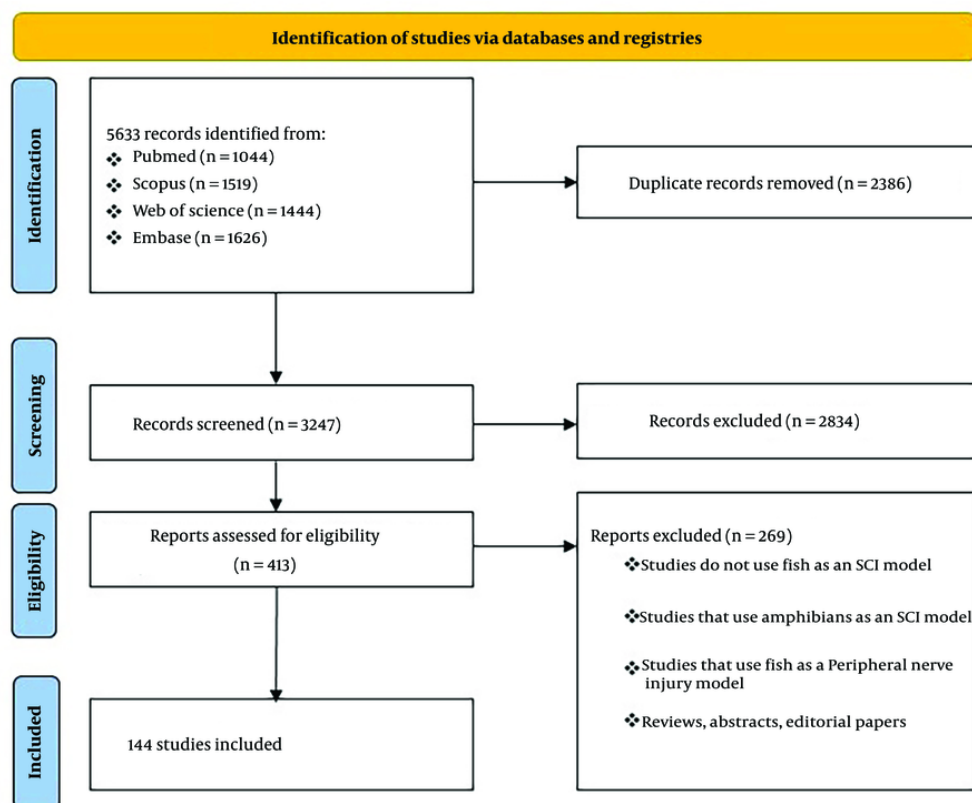 Identification of studies via databases and registries
Identification
5633 records identified from:
❖ Pubmed (n = 1044)
❖ Scopus (n = 1519)
❖ Web of science (n = 1444)
❖ Embase (n = 1626)
Duplicate records removed (n = 2386)
Screening
Records screened (n = 3247)
Records excluded (n = 2834)
Eligibility
Reports assessed for eligibility
(n = 413)
Reports excluded (n = 269)
❖Studies do not use fish as an SCI model
❖Studies that use amphibians as an SCI model
❖Studies that use fish as a Peripheral nerve
injury model
❖Reviews, abstracts, editorial papers
Included
144 studies included